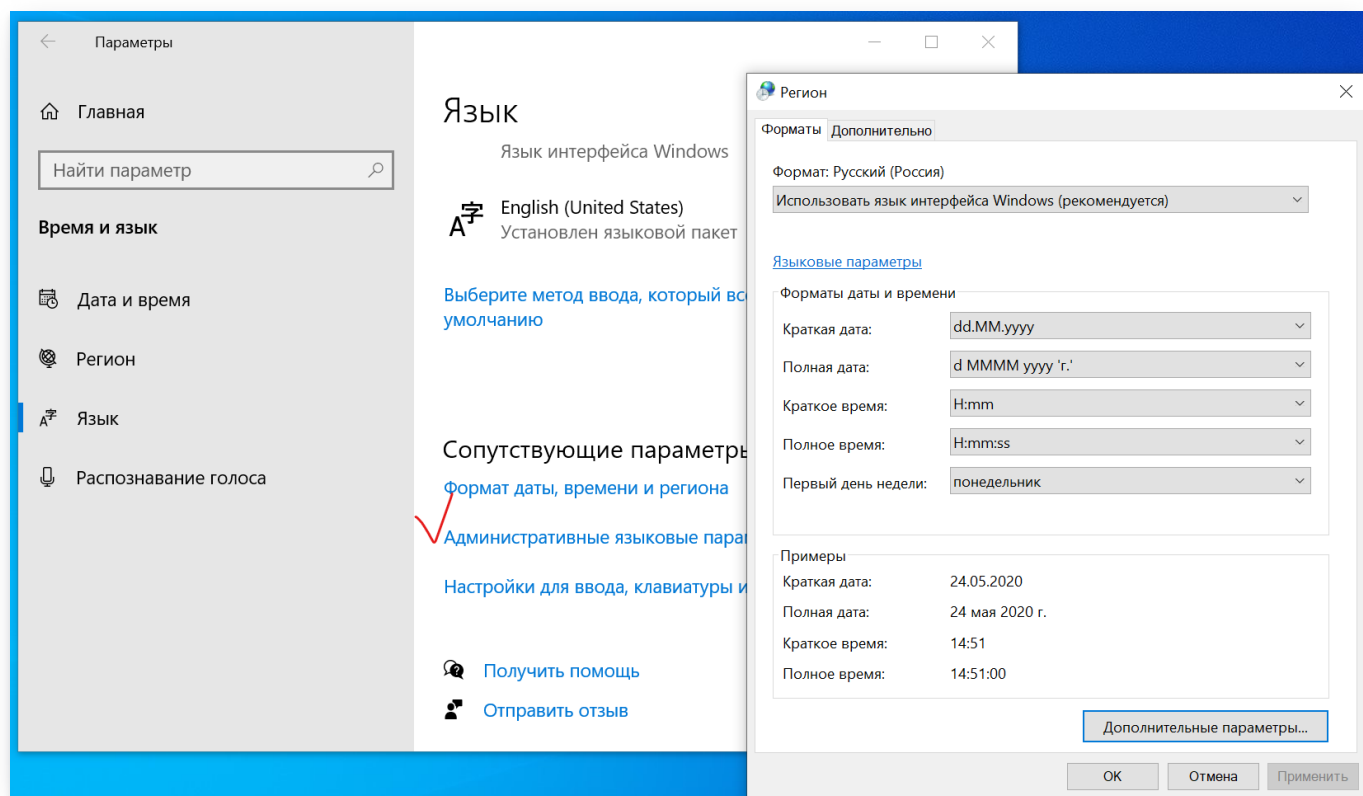 Параметры
Главная
Найти параметр
Время и язык
Дата и время
Регион
Язык
Распознавание голоса
Язык
Язык интерфейса Windows
English (United States)
Установлен языковой пакет
Выберите метод ввода, который
умолчанию
Сопутствующие параметры
Формат даты, времени и региона
Административные языковые
Настройки для ввода, клавиатуры и
Получить помощь
Отправить отзыв
Регион
Форматы Дополнительно
Формат: Русский (Россия)
Использовать язык интерфейса Windows (рекомендуется)
Языковые параметры
Форматы даты и времени
Краткая дата: dd.MM.yyyy
Полная дата: d MMMM yyyy 'г.'
Краткое время: H:mm
Полное время: H:mm:ss
Первый день недели: понедельник
Примеры
Краткая дата: 24.05.2020
Полная дата: 24 мая 2020 г.
Краткое время: 14:51
Полное время: 14:51:00
Дополнительные параметры...
ОК Отмена Применить